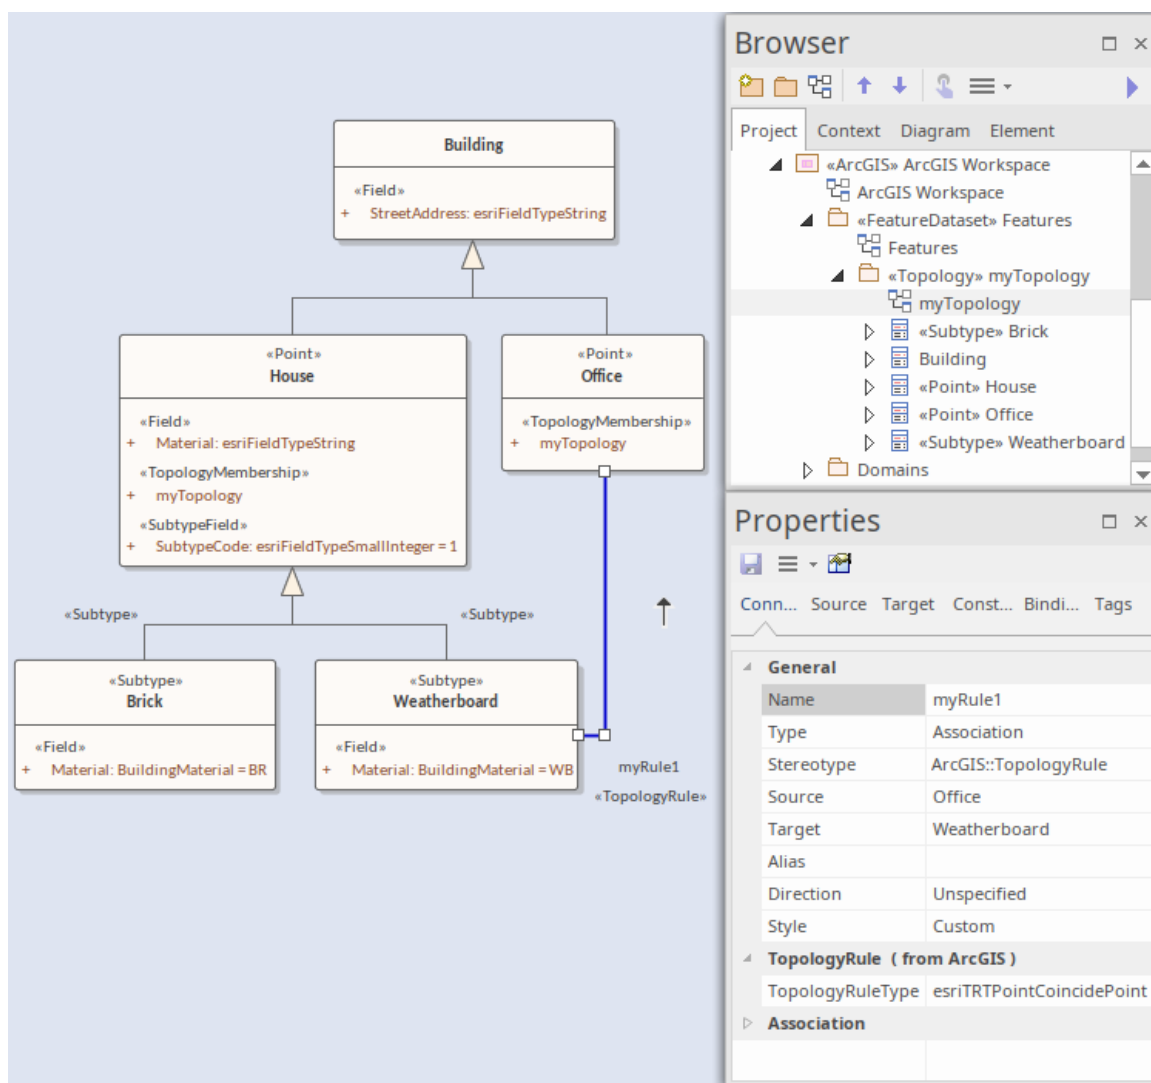 Building
«Field»
+ StreetAddress: esriFieldTypeString
«Point»
House
«Field»
+ Material: esriFieldTypeString
«TopologyMembership»
+ myTopology
«SubtypeField»
+ SubtypeCode: esriFieldTypeSmallInteger = 1
«Point»
Office
«TopologyMembership»
+ myTopology
«Subtype»
«Subtype»
«Subtype»
Brick
«Field»
+ Material: BuildingMaterial = BR
«Subtype»
Weatherboard
«Field»
+ Material: BuildingMaterial = WB
myRule1
«TopologyRule»
Browser
Project Context Diagram Element
«ArcGIS» ArcGIS Workspace
ArcGIS Workspace
«FeatureDataset» Features
Features
«Topology» myTopology
myTopology
«Subtype» Brick
Building
«Point» House
«Point» Office
«Subtype» Weatherboard
Domains
Properties
Conn... Source Target Const... Bindi... Tags
General
Name myRule1
Type Association
Stereotype ArcGIS::TopologyRule
Source Office
Target Weatherboard
Alias
Direction Unspecified
Style Custom
TopologyRule ( from ArcGIS )
TopologyRuleType esriTRTPointCoincidePoint
Association